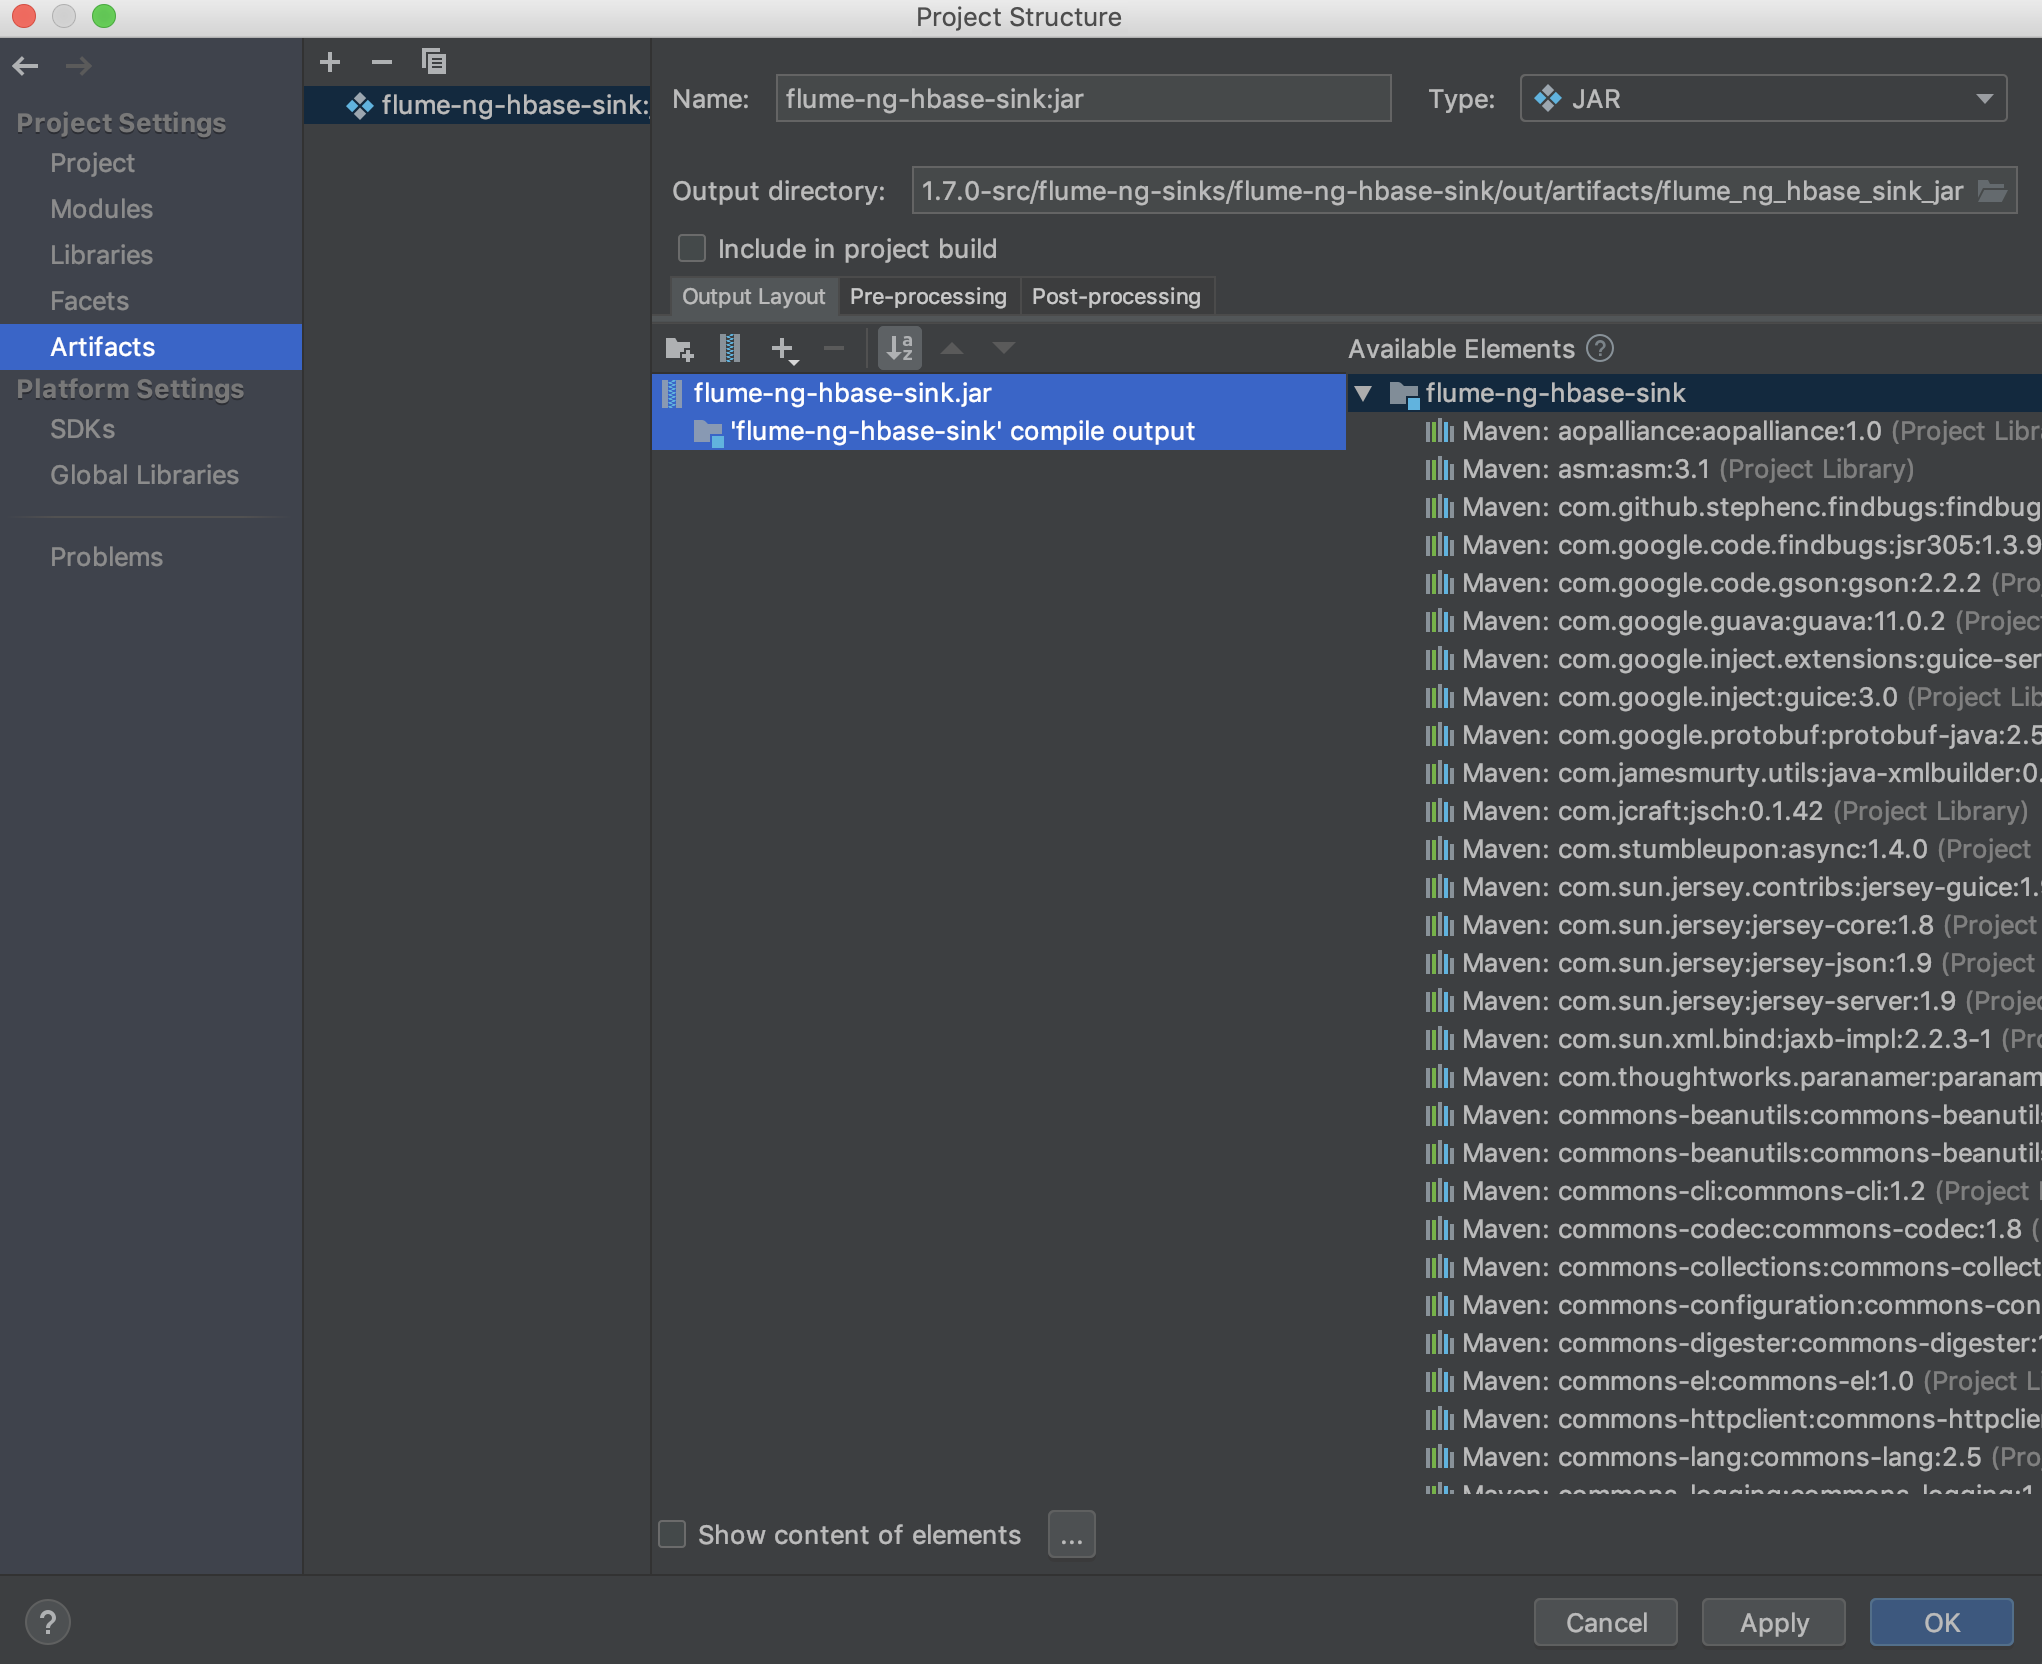 Project Structure
Project Settings
Project
Modules
Libraries
Facets
Artifacts
Platform Settings
SDKs
Global Libraries
Problems
flume-ng-hbase-sink:
Name:
flume-ng-hbase-sink:jar
Type:
JAR
Output directory:
1.7.0-src/flume-ng-sinks/flume-ng-hbase-sink/out/artifacts/flume_ng_hbase_sink_jar
Include in project build
Output Layout
Pre-processing
Post-processing
flume-ng-hbase-sink.jar
'flume-ng-hbase-sink' compile output
Available Elements ?
flume-ng-hbase-sink
Maven: aopalliance:aopalliance:1.0 (Project Libr
Maven: asm:asm:3.1 (Project Library)
Maven: com.github.stephenc.findbugs:findbug
Maven: com.google.code.findbugs:jsr305:1.3.9
Maven: com.google.code.gson:gson:2.2.2 (Pro
Maven: com.google.guava:guava:11.0.2 (Projec
Maven: com.google.inject.extensions:guice-ser
Maven: com.google.inject:guice:3.0 (Project Lib
Maven: com.google.protobuf:protobuf-java:2.5
Maven: com.jamesmurty.utils:java-xmlbuilder:0.
Maven: com.jcraft:jsch:0.1.42 (Project Library)
Maven: com.stumbleupon:async:1.4.0 (Project
Maven: com.sun.jersey.contribs:jersey-guice:1.9
Maven: com.sun.jersey:jersey-core:1.8 (Project
Maven: com.sun.jersey:jersey-json:1.9 (Project
Maven: com.sun.jersey:jersey-server:1.9 (Projec
Maven: com.sun.xml.bind:jaxb-impl:2.2.3-1 (Pro
Maven: com.thoughtworks.paranamer:paranam
Maven: commons-beanutils:commons-beanutil
Maven: commons-beanutils:commons-beanutil
Maven: commons-cli:commons-cli:1.2 (Project
Maven: commons-codec:commons-codec:1.8 (
Maven: commons-collections:commons-collect
Maven: commons-configuration:commons-con
Maven: commons-digester:commons-digester:1
Maven: commons-el:commons-el:1.0 (Project Li
Maven: commons-httpclient:commons-httpclie
Maven: commons-lang:commons-lang:2.5 (Pro
Maven: commons-logging:commons-logging:1
Show content of elements
...
?
Cancel
Apply
OK